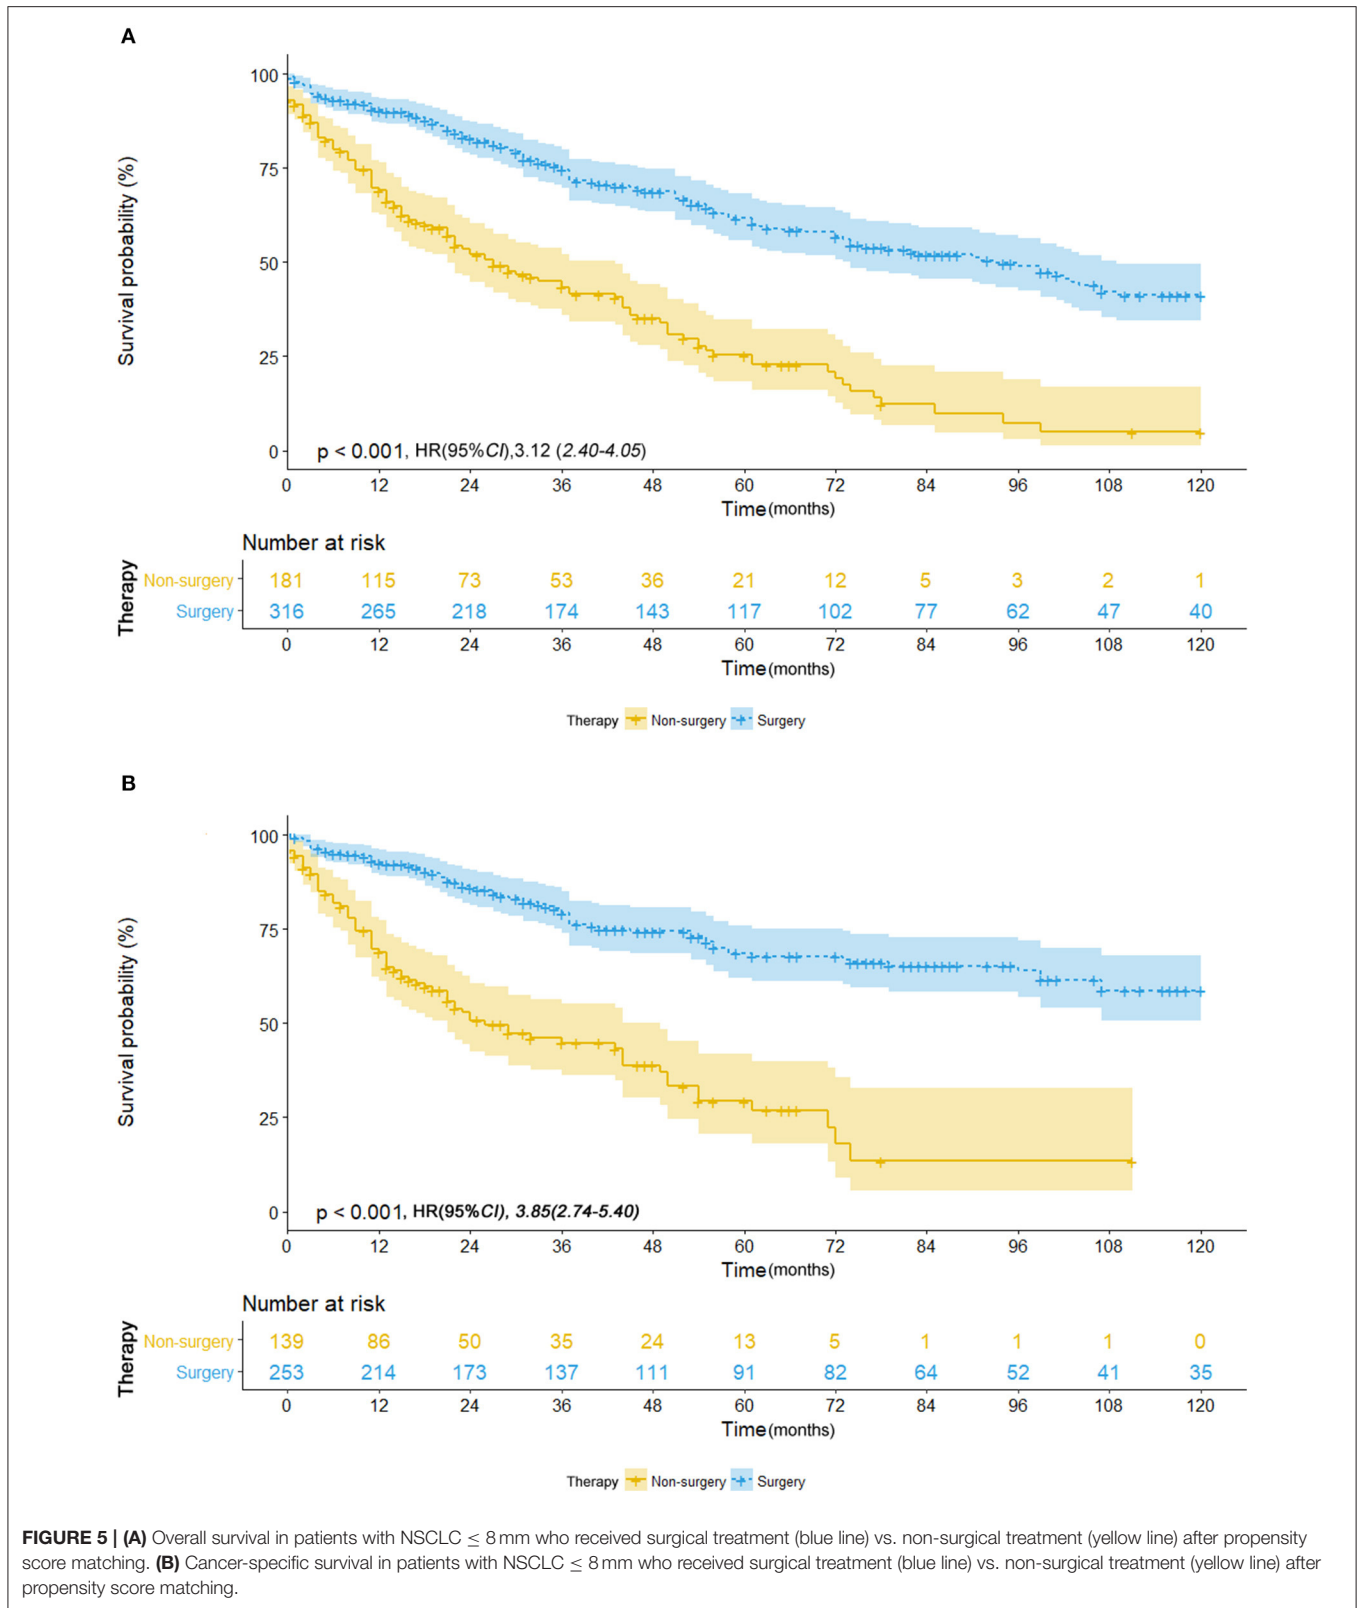 A
100
75
50
25
0
Survival probability (%)
p < 0.001, HR(95%CI),3.12 (2.40-4.05)
0 12 24 36 48 60 72 84 96 108 120
Time(months)
Number at risk
Therapy
Non-surgery 181 115 73 53 36 21 12 5 3 2 1
Surgery 316 265 218 174 143 117 102 77 62 47 40
0 12 24 36 48 60 72 84 96 108 120
Time(months)
Therapy Non-surgery Surgery
B
100
75
50
25
0
Survival probability (%)
p < 0.001, HR(95%CI), 3.85(2.74-5.40)
0 12 24 36 48 60 72 84 96 108 120
Time(months)
Number at risk
Therapy
Non-surgery 139 86 50 35 24 13 5 1 1 1 0
Surgery 253 214 173 137 111 91 82 64 52 41 35
0 12 24 36 48 60 72 84 96 108 120
Time(months)
Therapy Non-surgery Surgery
FIGURE 5 | (A) Overall survival in patients with NSCLC ≤ 8 mm who received surgical treatment (blue line) vs. non-surgical treatment (yellow line) after propensity
score matching. (B) Cancer-specific survival in patients with NSCLC ≤ 8 mm who received surgical treatment (blue line) vs. non-surgical treatment (yellow line) after
propensity score matching.